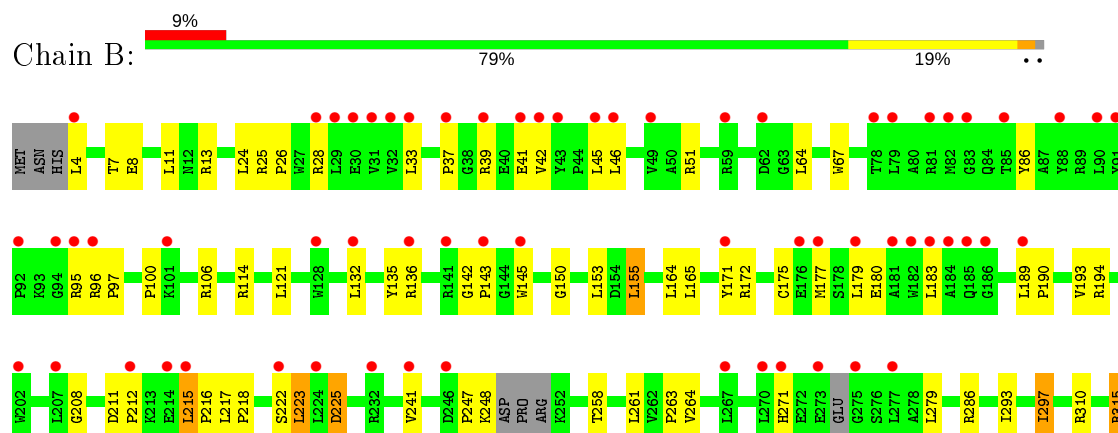 9%
Chain B:
79% 19% • •
MET ASN HIS L4 T7 E8 L11 N12 R13 L24 R25 P26 W27 R28 L29 E30 V31 V32 L33 P37 G38 R39 E40 E41 V42 Y43 P44 L45 L46 V49 A50 R51 R59 D62 G63 L64 W67 T78 L79 A80 R81 M82 G83 Q84 T85 Y86 A87 Y88 R89 L90 Y91
P92 K93 G94 R95 R96 P97 P100 K101 R106 R114 L121 W128 L132 Y135 R136 R141 G142 P143 G144 W145 G150 L153 D154 L155 L164 L165 Y171 R172 C175 E176 M177 S178 L179 E180 A181 W182 L183 A184 Q185 G186 L189 P190 V193 R194
W202 L207 G208 D211 P212 K213 E214 L215 P216 L217 P218 S222 L223 L224 D225 R232 V241 D246 P247 K248 ASP PRO ARG K252 T258 L261 V262 P263 V264 L267 L270 H271 E272 E273 GLU G275 S276 L277 A278 L279 R286 I293 I297 R310